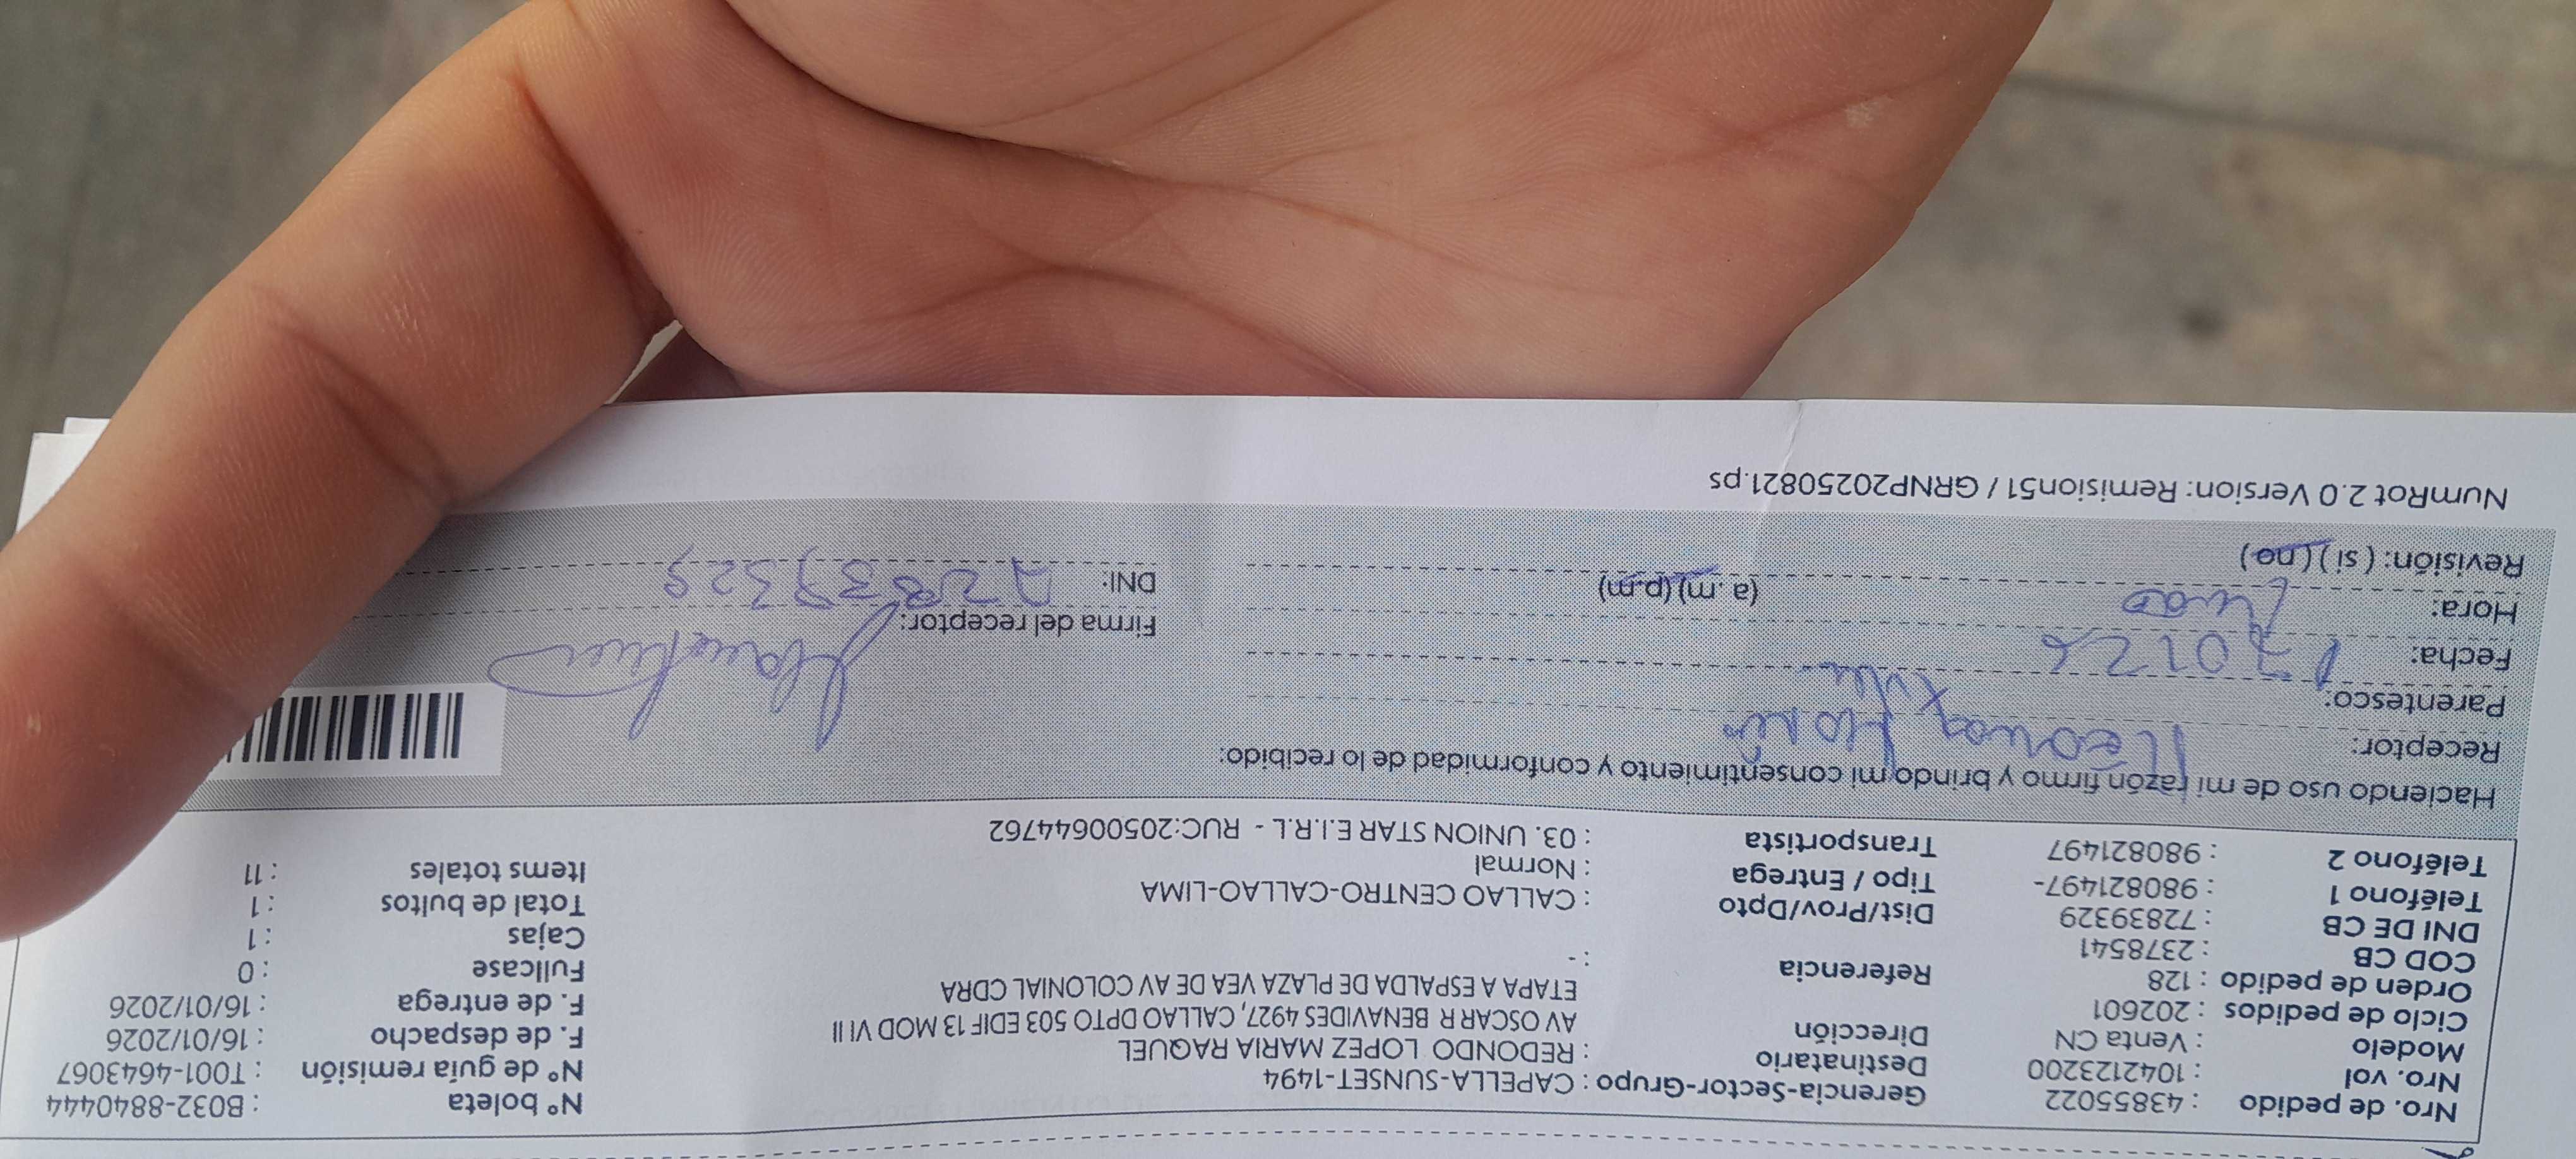 Nro. de pedido : 43855022 Gerencia-Sector-Grupo : CAPELLA-SUNSET-1494 N° boleta : B032-8840444
Nro. vol : 1042123200 Destinatario : REDONDO LOPEZ MARIA RAQUEL N° de guía remisión : T001-4643067
Modelo : Venta CN Dirección AV OSCAR R BENAVIDES 4927, CALLAO DPTO 503 EDIF 13 MOD VI II F. de despacho : 16/01/2026
Ciclo de pedidos : 202601 ETAPA A ESPALDA DE PLAZA VEA DE AV COLONIAL CDRA F. de entrega : 16/01/2026
Orden de pedido : 128 Referencia : - Fullcase : 0
COD CB : 2378541 Cajas : 1
DNI DE CB : 72839329 Dist/Prov/Dpto : CALLAO CENTRO-CALLAO-LIMA Total de bultos : 1
Teléfono 1 : 980821497- Tipo / Entrega : Normal Items totales : 11
Teléfono 2 : 980821497 Transportista : 03. UNION STAR E.I.R.L - RUC:20500644762
Haciendo uso de mi razón firmo y brindo mi consentimiento y conformidad de lo recibido:
Receptor:
Parentesco:
Fecha: 170126 Firma del receptor:
Hora: (a. m) (p.m) DNI: 72839329
Revisión: ( si ) ( no )
NumRot 2.0 Version: Remision51 / GRNP20250821.ps